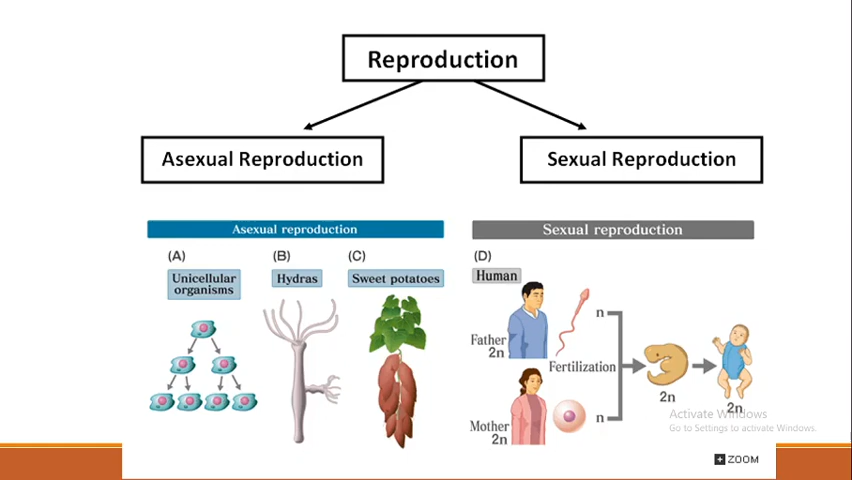 Reproduction
Asexual Reproduction
Sexual Reproduction
Asexual reproduction
Sexual reproduction
(A)
Unicellular
organisms
(B)
Hydras
(C)
Sweet potatoes
(D)
Human
Father
2n
n
Fertilization
Mother
2n
n
2n
2n
Activate Windows
Go to Settings to activate Windows.
ZOOM